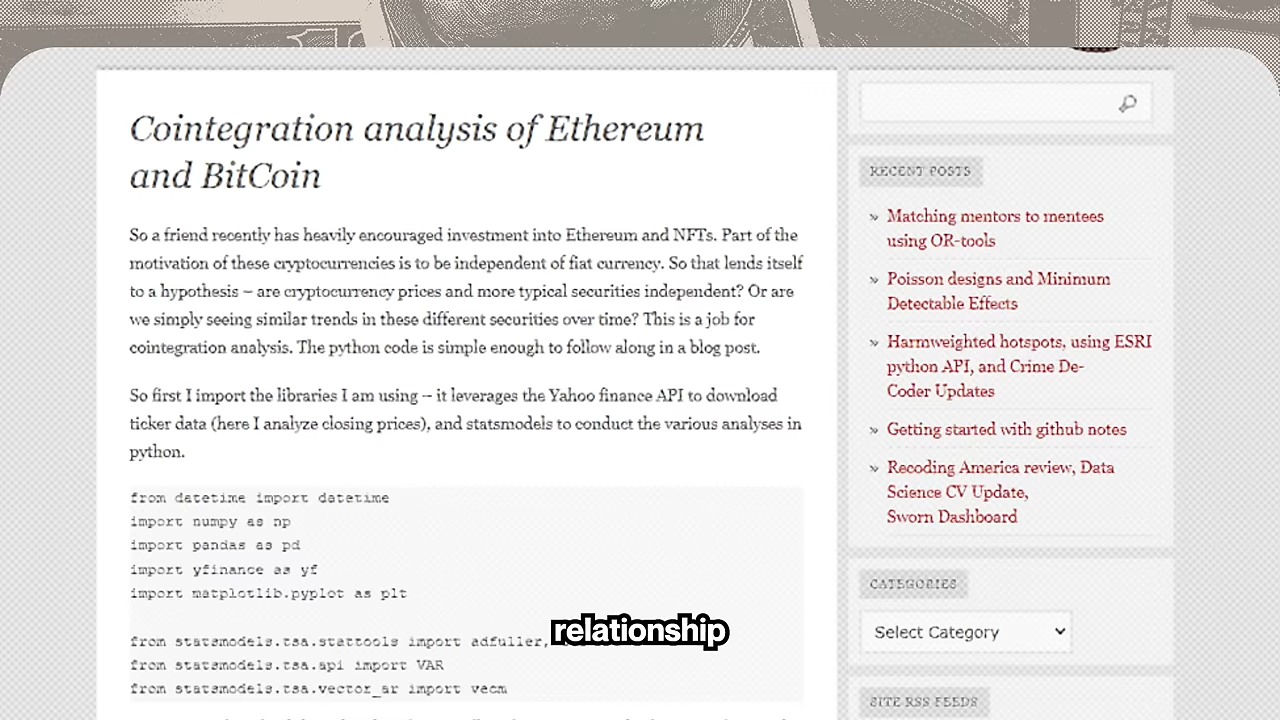 Cointegration analysis of Ethereum
and BitCoin
So a friend recently has heavily encouraged investment into Ethereum and NFTs. Part of the
motivation of these cryptocurrencies is to be independent of fiat currency. So that lends itself
to a hypothesis – are cryptocurrency prices and more typical securities independent? Or are
we simply seeing similar trends in these different securities over time? This is a job for
cointegration analysis. The python code is simple enough to follow along in a blog post.
So first I import the libraries I am using – it leverages the Yahoo finance API to download
ticker data (here I analyze closing prices), and statsmodels to conduct the various analyses in
python.
from datetime import datetime
import numpy as np
import pandas as pd
import yfinance as yf
import matplotlib.pyplot as plt
from statsmodels.tsa.stattools import adfuller,
from statsmodels.tsa.api import VAR
from statsmodels.tsa.vector_ar import vecm
relationship
RECENT POSTS
» Matching mentors to mentees
using OR-tools
» Poisson designs and Minimum
Detectable Effects
» Harmweighted hotspots, using ESRI
python API, and Crime De-
Coder Updates
» Getting started with github notes
» Recoding America review, Data
Science CV Update,
Sworn Dashboard
CATEGORIES
Select Category
SITE RSS FEEDS